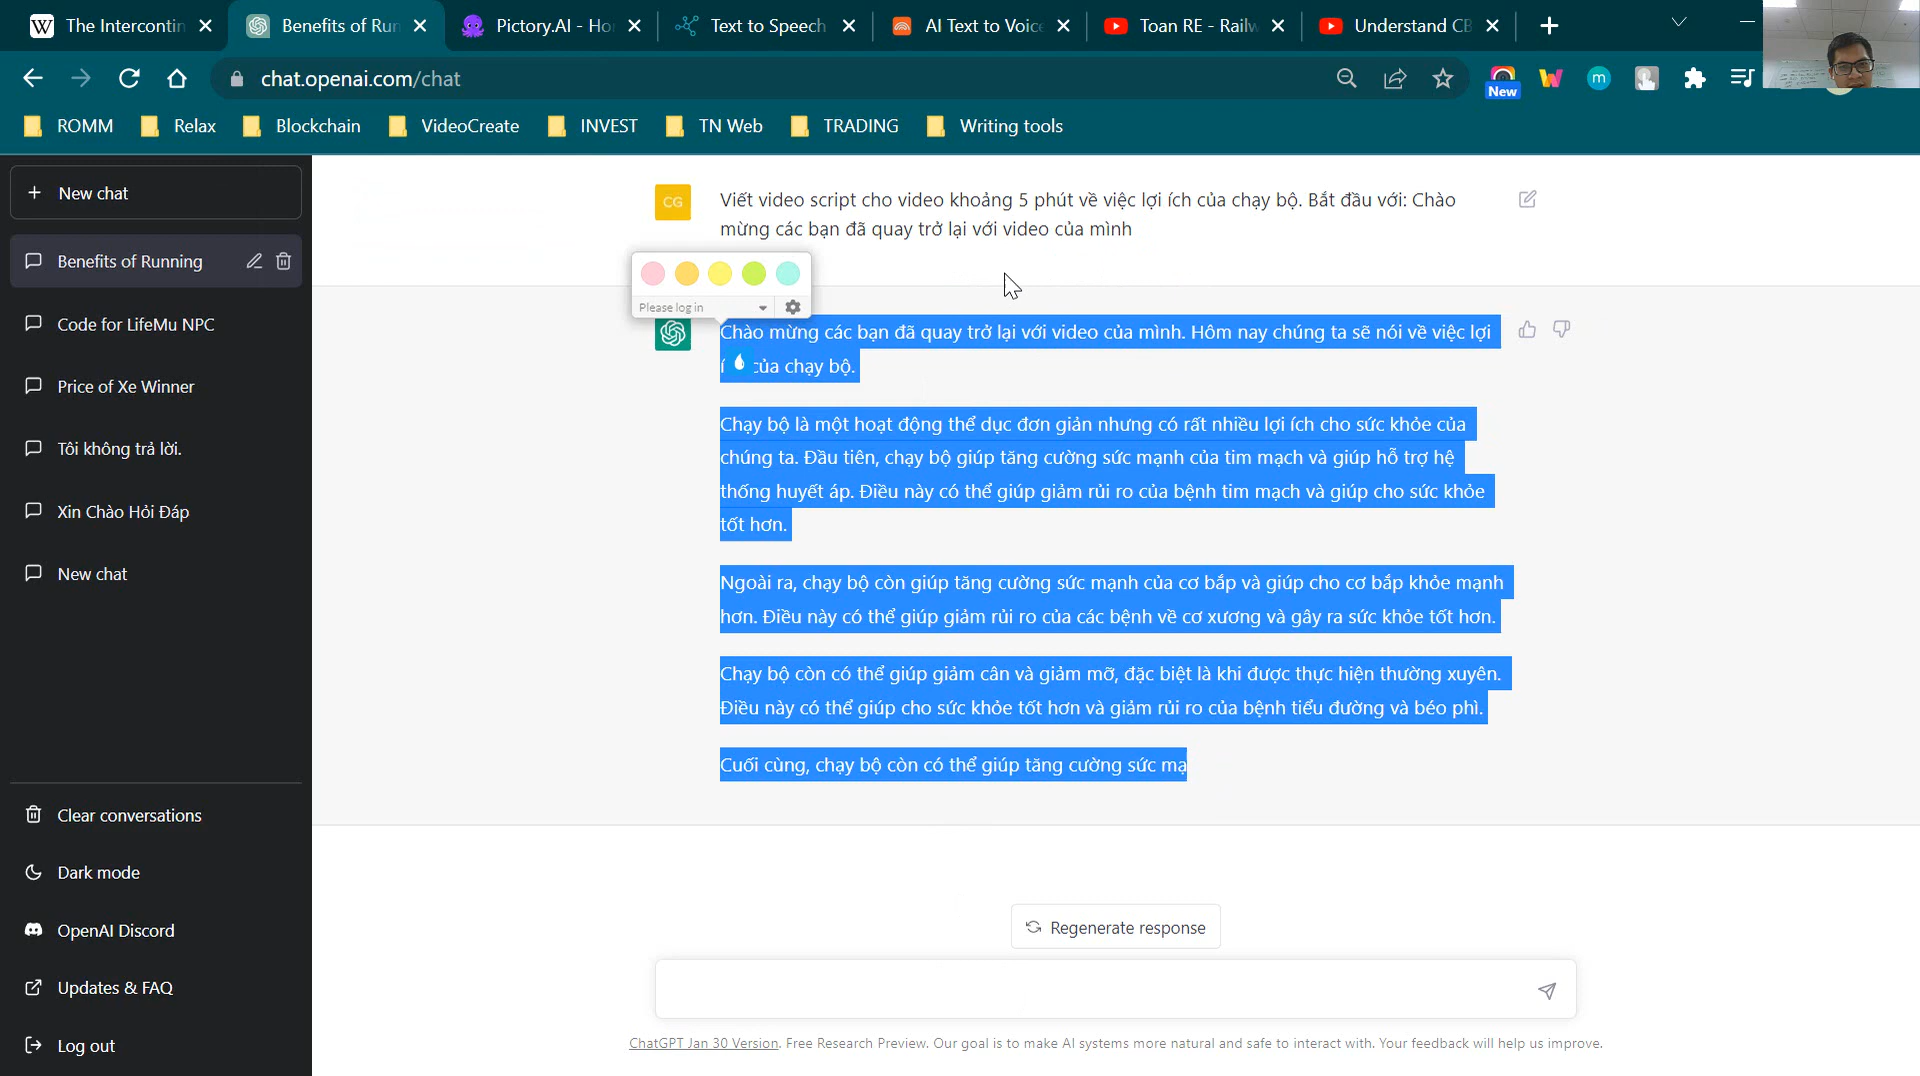 The Intercontin
Benefits of Run
Pictory.AI - Ho
Text to Speech
AI Text to Voice
Toan RE - Railw
Understand CB
chat.openai.com/chat
New
ROMM
Relax
Blockchain
VideoCreate
INVEST
TN Web
TRADING
Writing tools
New chat
Benefits of Running
Code for LifeMu NPC
Price of Xe Winner
Tôi không trả lời.
Xin Chào Hỏi Đáp
New chat
Clear conversations
Dark mode
OpenAI Discord
Updates & FAQ
Log out
CG
Viết video script cho video khoảng 5 phút về việc lợi ích của chạy bộ. Bắt đầu với: Chào
mừng các bạn đã quay trở lại với video của mình
Please log in
Chào mừng các bạn đã quay trở lại với video của mình. Hôm nay chúng ta sẽ nói về việc lợi
của chạy bộ.
Chạy bộ là một hoạt động thể dục đơn giản nhưng có rất nhiều lợi ích cho sức khỏe của
chúng ta. Đầu tiên, chạy bộ giúp tăng cường sức mạnh của tim mạch và giúp hỗ trợ hệ
thống huyết áp. Điều này có thể giúp giảm rủi ro của bệnh tim mạch và giúp cho sức khỏe
tốt hơn.
Ngoài ra, chạy bộ còn giúp tăng cường sức mạnh của cơ bắp và giúp cho cơ bắp khỏe mạnh
hơn. Điều này có thể giúp giảm rủi ro của các bệnh về cơ xương và gây ra sức khỏe tốt hơn.
Chạy bộ còn có thể giúp giảm cân và giảm mỡ, đặc biệt là khi được thực hiện thường xuyên.
Điều này có thể giúp cho sức khỏe tốt hơn và giảm rủi ro của bệnh tiểu đường và béo phì.
Cuối cùng, chạy bộ còn có thể giúp tăng cường sức mạ
Regenerate response
ChatGPT Jan 30 Version. Free Research Preview. Our goal is to make AI systems more natural and safe to interact with. Your feedback will help us improve.